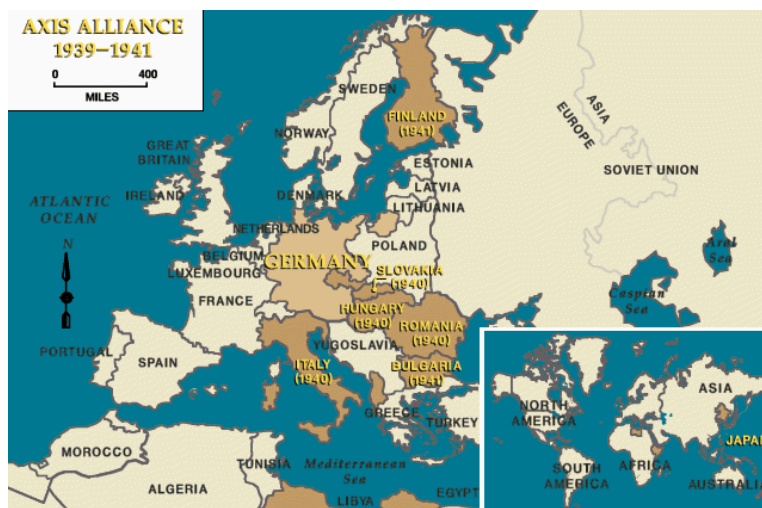 AXIS ALLIANCE
1939–1941
0 400
MILES
SWEDEN
FINLAND
(1941)
NORWAY
ASIA
EUROPE
SOVIET UNION
GREAT
BRITAIN
ESTONIA
LATVIA
LITHUANIA
IRELAND
DENMARK
ATLANTIC
OCEAN
NETHERLANDS
POLAND
N
BELGIUM
GERMANY
LUXEMBOURG
SLOVAKIA
(1940)
Aral
Sea
Caspian
Sea
FRANCE
HUNGARY
(1940)
ROMANIA
(1940)
YUGOSLAVIA
PORTUGAL
SPAIN
ITALY
(1940)
BULGARIA
(1941)
GREECE
TURKEY
MOROCCO
TUNISIA
Mediterranean
Sea
ALGERIA
LIBYA
EGYPT
NORTH
AMERICA
ASIA
JAPAN
SOUTH
AMERICA
AFRICA
AUSTRALIA